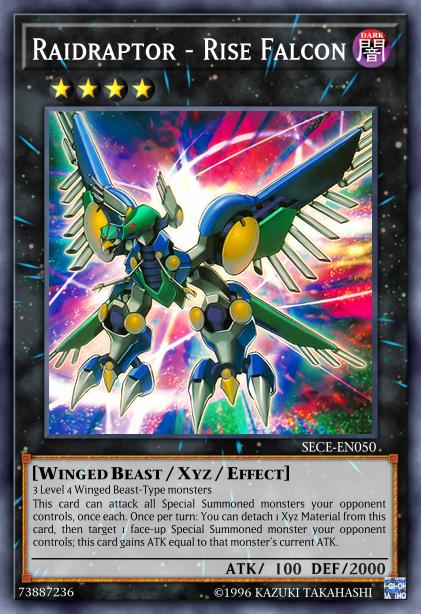 RAIDRAPTOR - RISE FALCON
DARK
闇
SECE-EN050
[WINGED BEAST / XYZ / EFFECT]
3 Level 4 Winged Beast-Type monsters
This card can attack all Special Summoned monsters your opponent
controls, once each. Once per turn: You can detach 1 Xyz Material from this
card, then target 1 face-up Special Summoned monster your opponent
controls; this card gains ATK equal to that monster's current ATK.
ATK/ 100 DEF/2000
73887236
©1996 KAZUKI TAKAHASHI